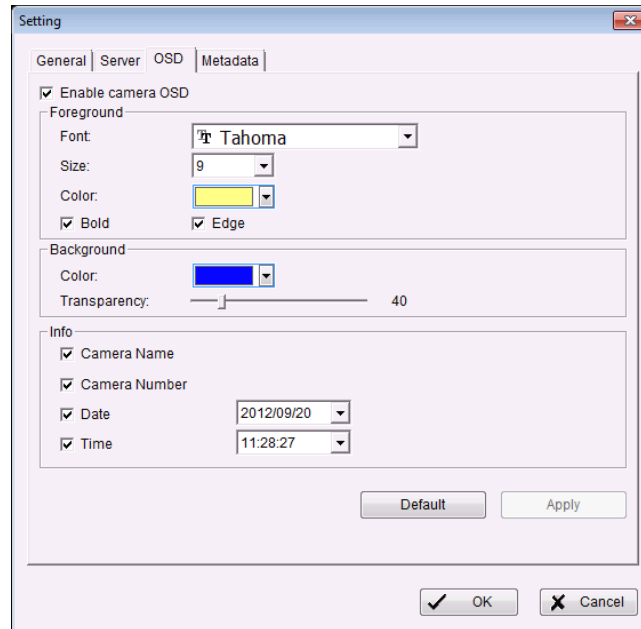 Setting
General Server OSD Metadata
Enable camera OSD
Foreground
Font: Tahoma
Size: 9
Color:
Bold Edge
Background
Color:
Transparency: 40
Info
Camera Name
Camera Number
Date 2012/09/20
Time 11:28:27
Default Apply
OK Cancel